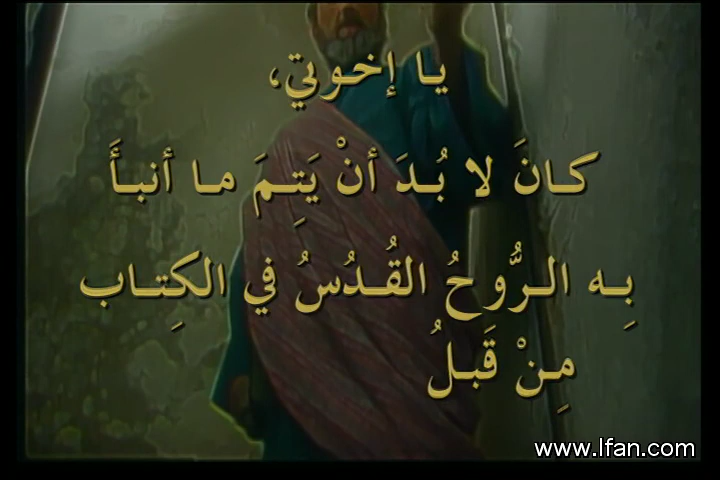 يا إخوتي،
كانَ لا بُدَ أنْ يَتِمَ ما أنبأَ
بِه الرُّوحُ القُدُسُ في الكِتاب
مِنْ قَبلُ
www.lfan.com